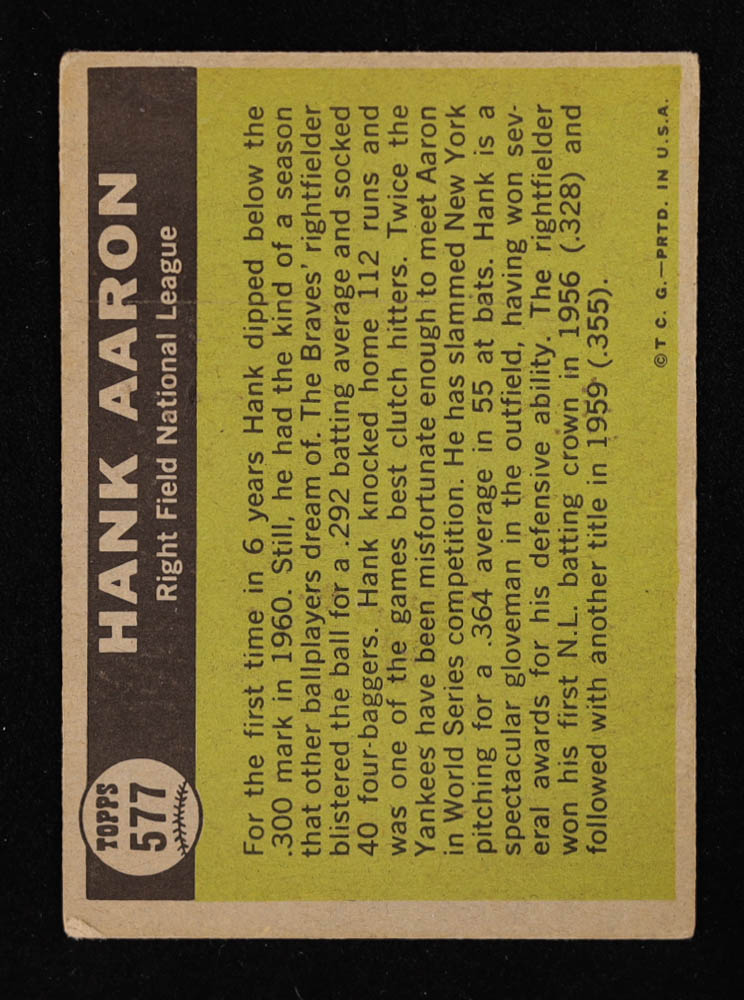 TOPPS
577
HANK AARON
Right Field National League
For the first time in 6 years Hank dipped below the
.300 mark in 1960. Still, he had the kind of a season
that other ballplayers dream of. The Braves' rightfielder
blistered the ball for a .292 batting average and socked
40 four-baggers. Hank knocked home 112 runs and
was one of the games best clutch hitters. Twice the
Yankees have been misfortunate enough to meet Aaron
in World Series competition. He has slammed New York
pitching for a .364 average in 55 at bats. Hank is a
spectacular gloveman in the outfield, having won sev-
eral awards for his defensive ability. The rightfielder
won his first N.L. batting crown in 1956 (.328) and
followed with another title in 1959 (.355).
©T C. G.—PRTD. IN U.S.A.